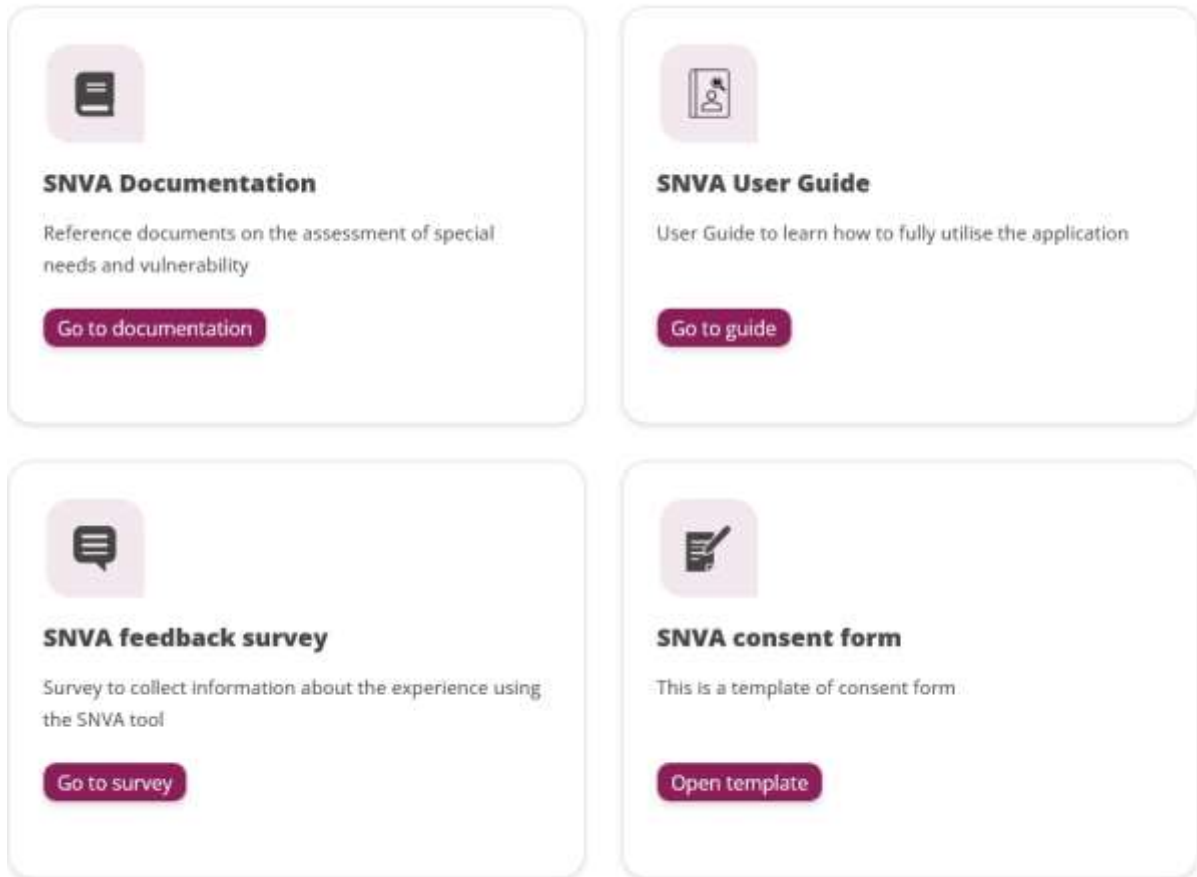 SNVA Documentation
Reference documents on the assessment of special
needs and vulnerability
Go to documentation
SNVA User Guide
User Guide to learn how to fully utilise the application
Go to guide
SNVA feedback survey
Survey to collect information about the experience using
the SNVA tool
Go to survey
SNVA consent form
This is a template of consent form
Open template